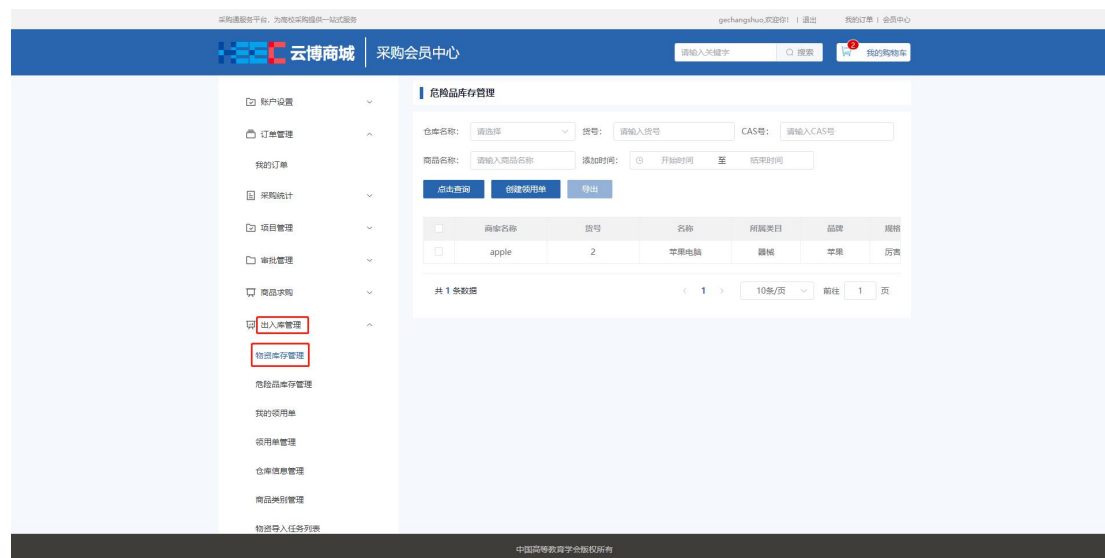 采购通服务平台，为高校采购提供一站式服务
gechangshuo,欢迎你! | 退出 我的订单 | 会员中心
云博商城 采购会员中心
请输入关键字 搜索 2 我的购物车
账户设置
订单管理
我的订单
采购统计
项目管理
审批管理
商品求购
出入库管理
物资库存管理
危险品库存管理
我的领用单
领用单管理
仓库信息管理
商品类别管理
物资导入任务列表
危险品库存管理
仓库名称: 请选择 货号: 请输入货号 CAS号: 请输入CAS号
商品名称: 请输入商品名称 添加时间: 开始时间 至 结束时间
点击查询 创建领用单 导出
商家名称 货号 名称 所属类目 品牌 规格
apple 2 苹果电脑 器械 苹果 厉害
共 1 条数据 1 10条/页 前往 1 页
中国高等教育学会版权所有